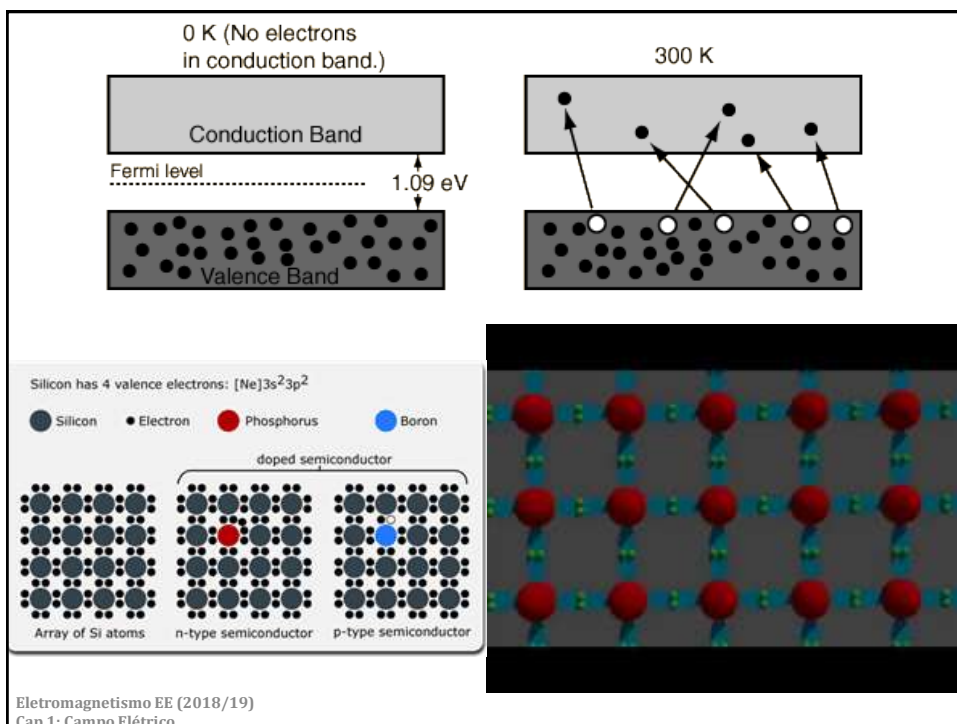 0 K (No electrons
in conduction band.)
300 K
Conduction Band
Fermi level
1.09 eV
Valence Band
Silicon has 4 valence electrons: [Ne]3s²3p²
Silicon
Electron
Phosphorus
Boron
doped semiconductor
Array of Si atoms
n-type semiconductor
p-type semiconductor
Eletromagnetismo EE (2018/19)
Cap 1: Campo Elétrico